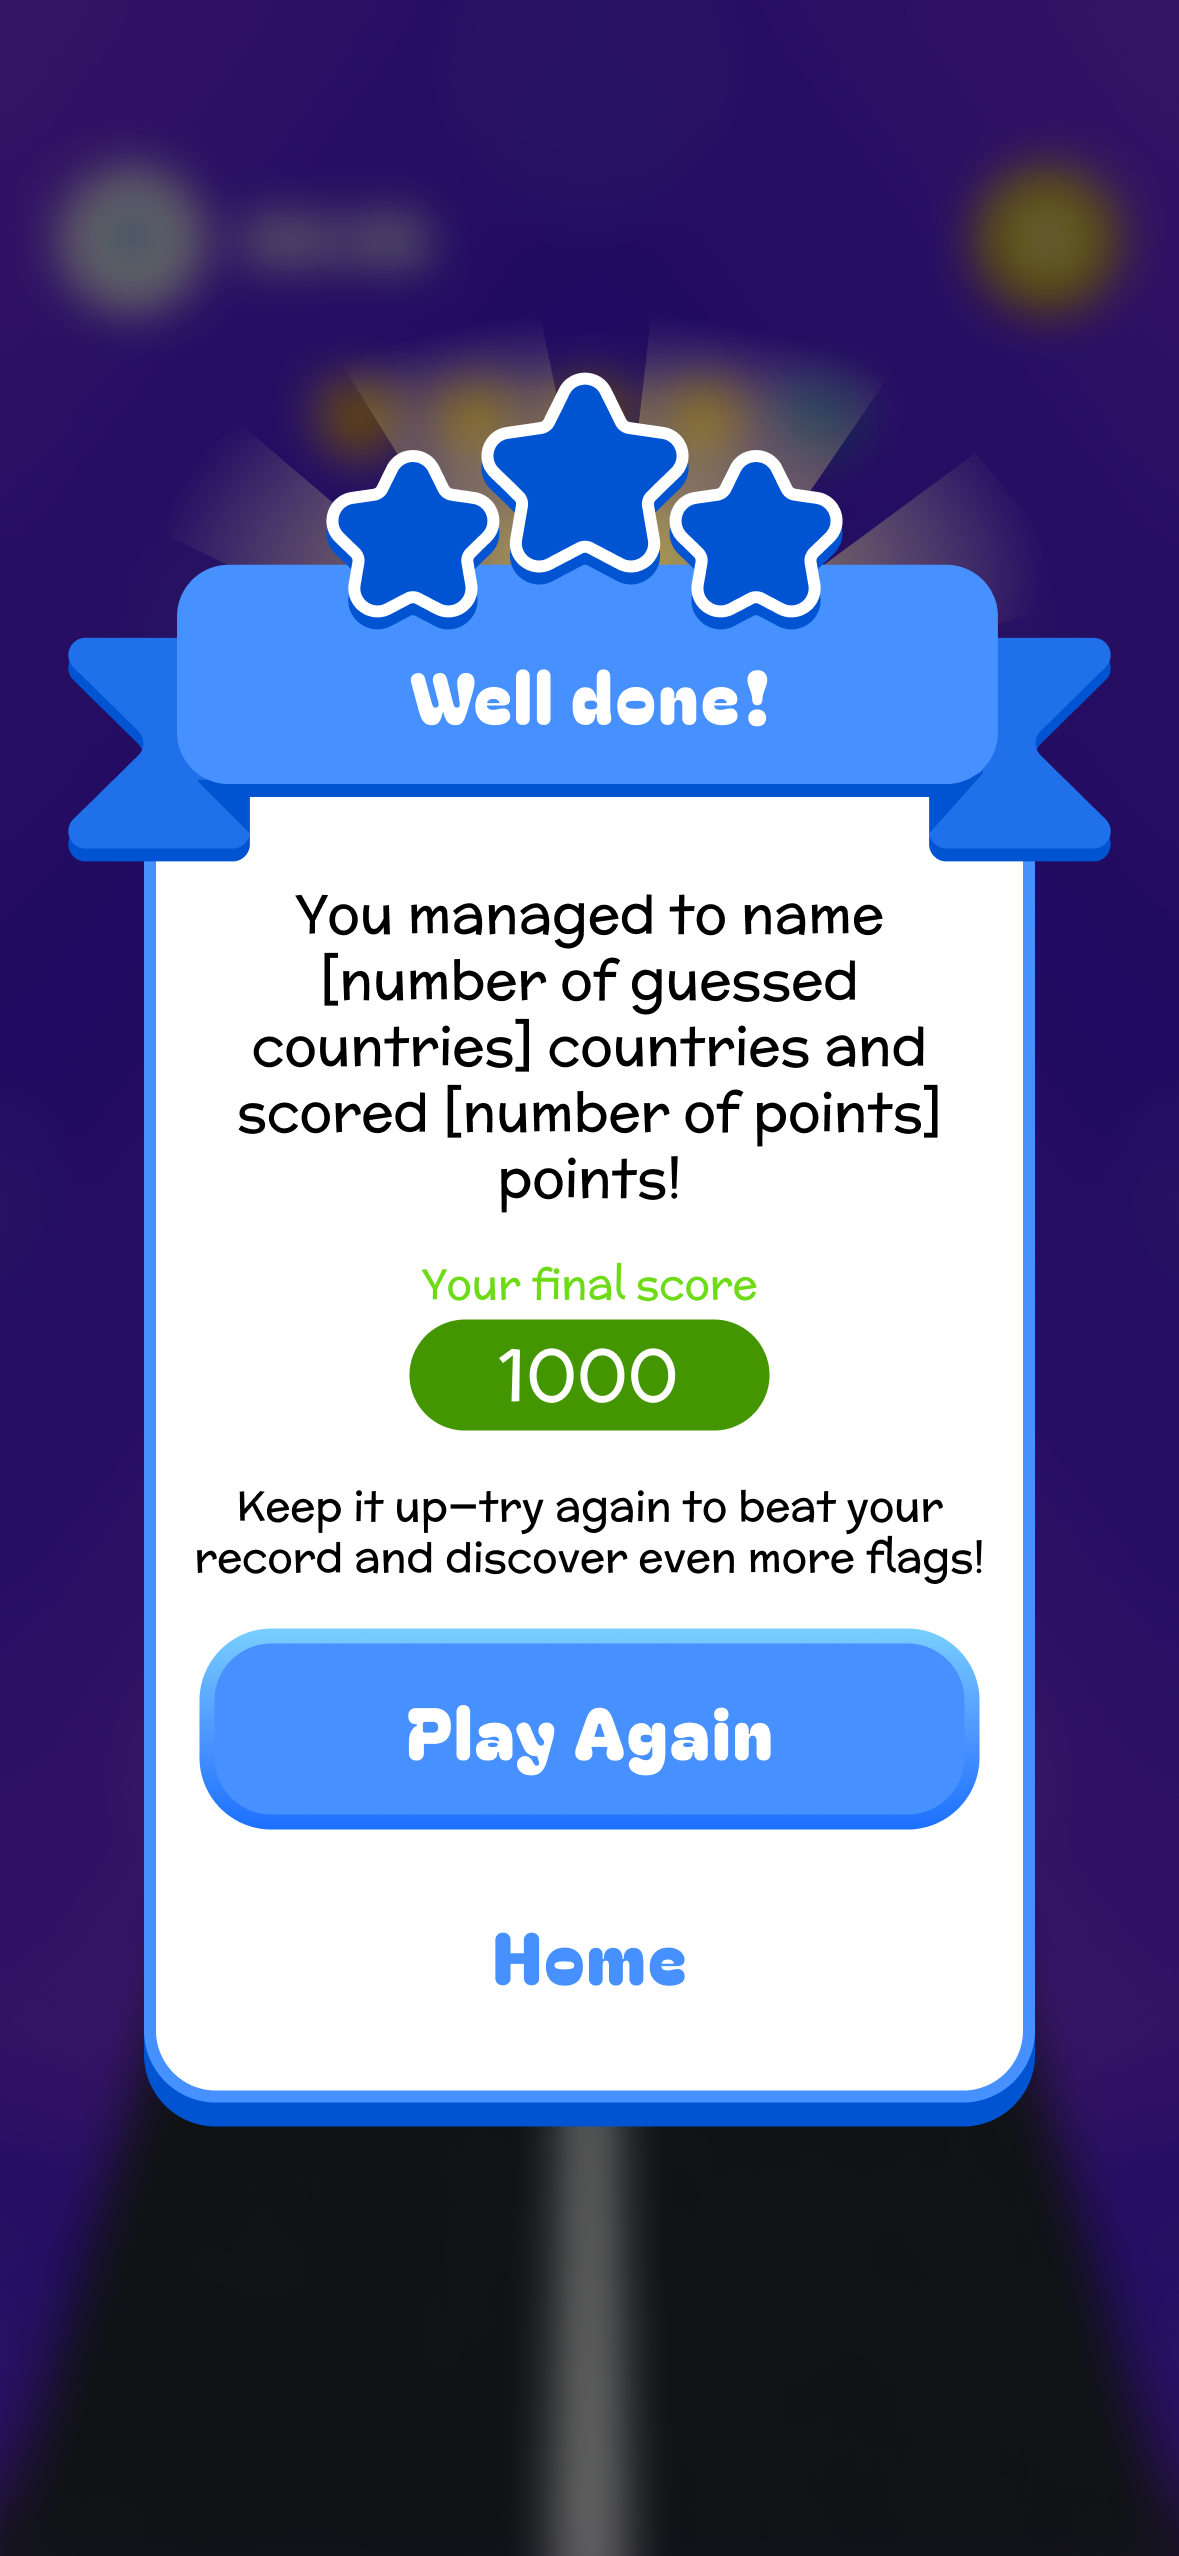 Well done!
You managed to name
[number of guessed
countries] countries and
scored [number of points]
points!
Your final score
1000
Keep it up—try again to beat your
record and discover even more flags!
Play Again
Home